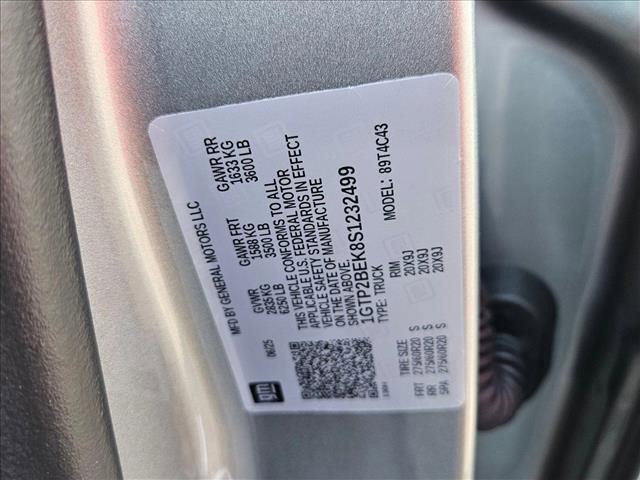 gm
MFD BY GENERAL MOTORS LLC
06/25
GVWR GAWR FRT GAWR RR
2835 KG 1588 KG 1633 KG
6250 LB 3500 LB 3600 LB
THIS VEHICLE CONFORMS TO ALL
APPLICABLE U.S. FEDERAL MOTOR
VEHICLE SAFETY STANDARDS IN EFFECT
ON THE DATE OF MANUFACTURE
SHOWN ABOVE.
1GTP2BEK8S1232499
TYPE: TRUCK MODEL: 89T4C43
TIRE SIZE RIM
FRT 275/60R20 S 20X9J
RR 275/60R20 S 20X9J
SPA 275/60R20 S 20X9J